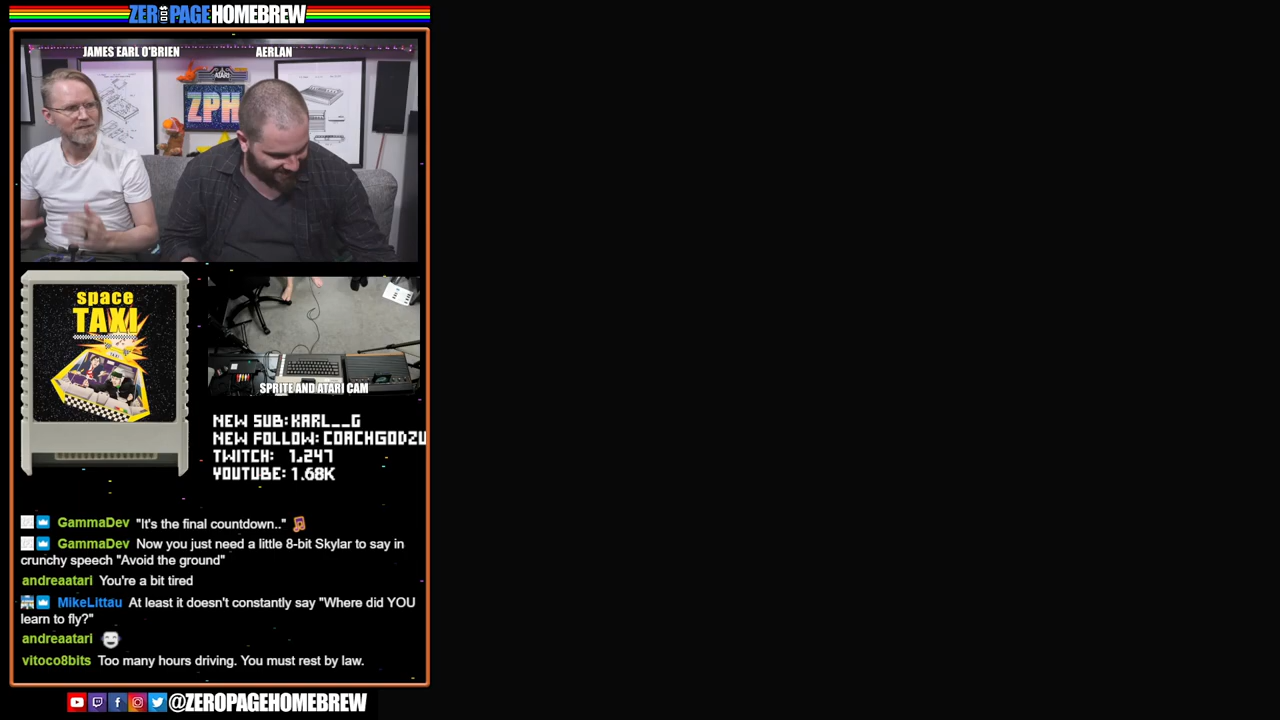 ZEROPAGE HOMEBREW
JAMES EARL O'BRIEN
AERLAN
ATARI
ZPH
space
TAXI
TAXI
SPRITE AND ATARI CAM
NEW SUB: KARL__G
NEW FOLLOW: COACHGODZU
TWITCH: 1,247
YOUTUBE: 1.68K
GammaDev "It's the final countdown.."
GammaDev Now you just need a little 8-bit Skylar to say in
crunchy speech "Avoid the ground"
andreaatari You're a bit tired
MikeLittau At least it doesn't constantly say "Where did YOU
learn to fly?"
andreaatari
vitoco8bits Too many hours driving. You must rest by law.
@ZEROPAGEHOMEBREW